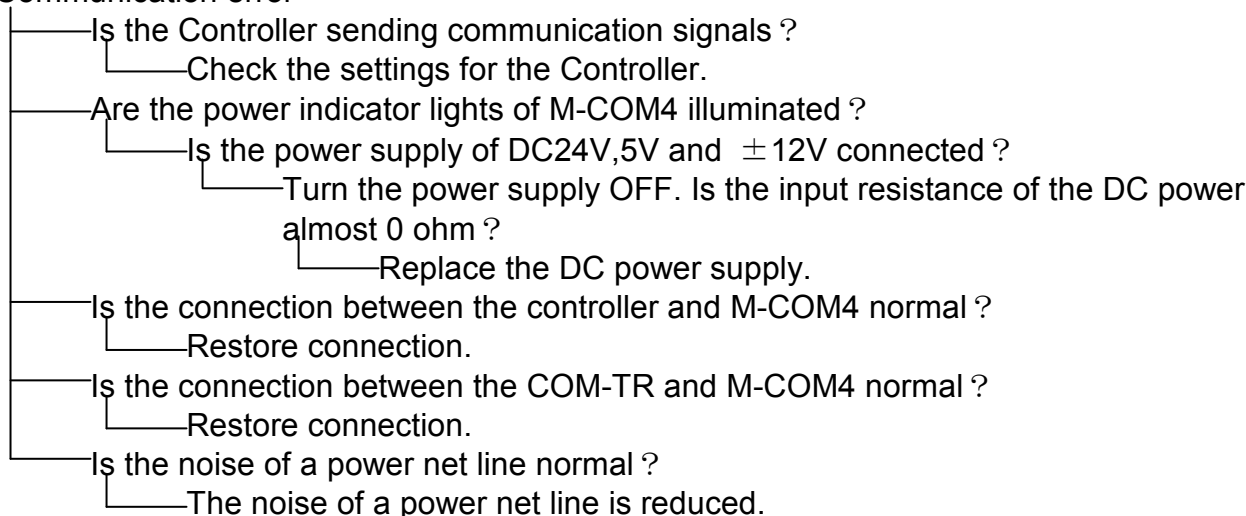 Communication error
Is the Controller sending communication signals？
Check the settings for the Controller.
Are the power indicator lights of M-COM4 illuminated？
Is the power supply of DC24V,5V and ±12V connected？
Turn the power supply OFF. Is the input resistance of the DC power
almost 0 ohm？
Replace the DC power supply.
Is the connection between the controller and M-COM4 normal？
Restore connection.
Is the connection between the COM-TR and M-COM4 normal？
Restore connection.
Is the noise of a power net line normal？
The noise of a power net line is reduced.